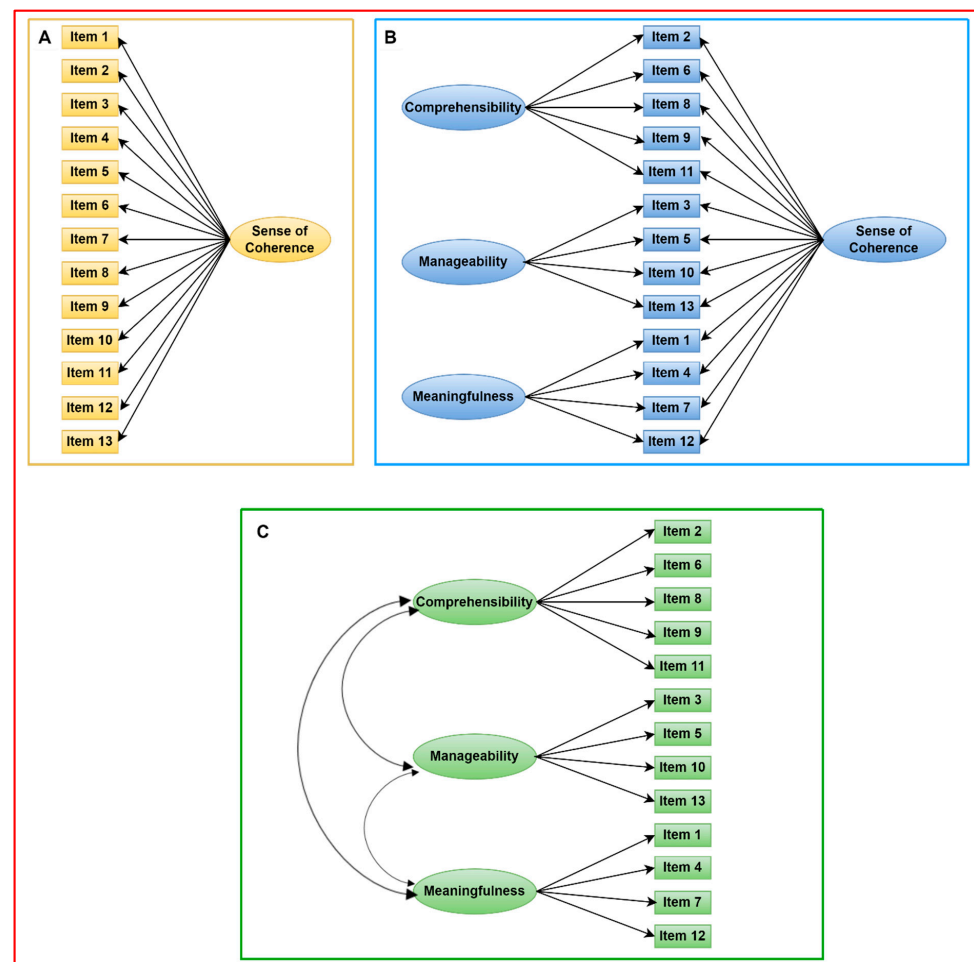 A
Item 1
Item 2
Item 3
Item 4
Item 5
Item 6
Item 7
Item 8
Item 9
Item 10
Item 11
Item 12
Item 13
Sense of
Coherence
B
Comprehensibility
Manageability
Meaningfulness
Item 2
Item 6
Item 8
Item 9
Item 11
Item 3
Item 5
Item 10
Item 13
Item 1
Item 4
Item 7
Item 12
Sense of
Coherence
C
Comprehensibility
Manageability
Meaningfulness
Item 2
Item 6
Item 8
Item 9
Item 11
Item 3
Item 5
Item 10
Item 13
Item 1
Item 4
Item 7
Item 12